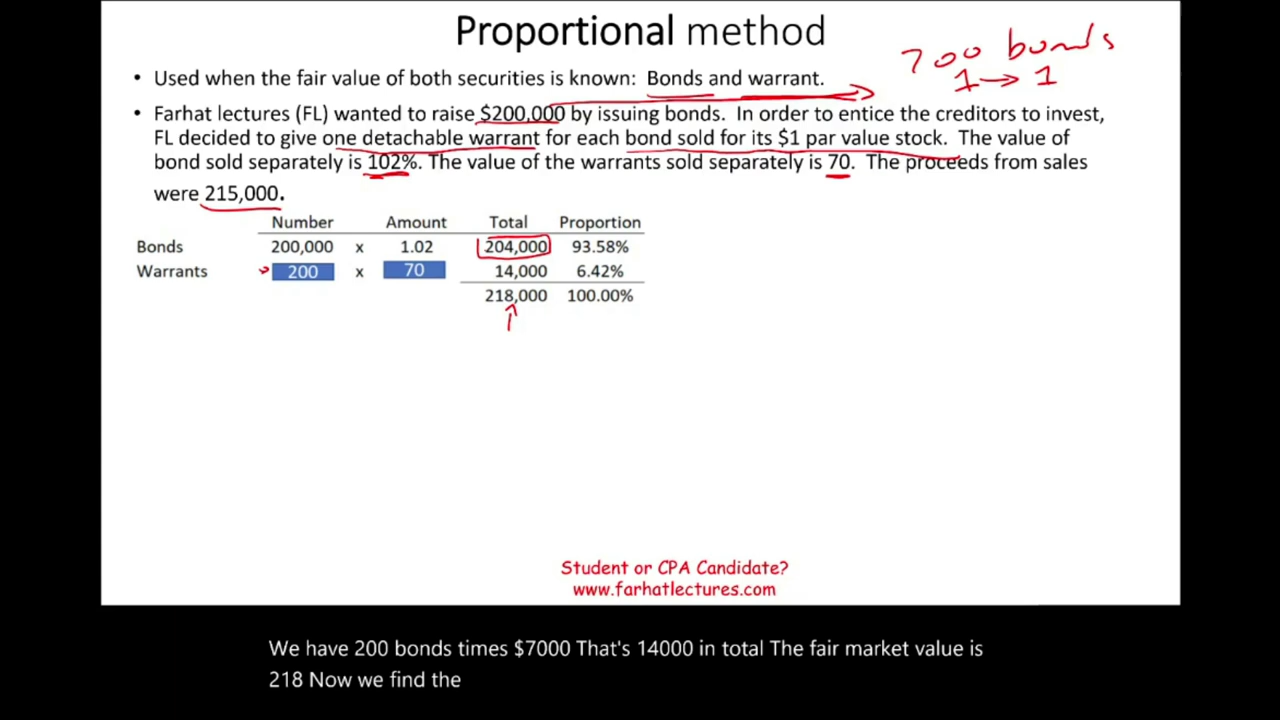 Proportional method
200 bonds
1 → 1
• Used when the fair value of both securities is known: Bonds and warrant.
• Farhat lectures (FL) wanted to raise $200,000 by issuing bonds. In order to entice the creditors to invest,
FL decided to give one detachable warrant for each bond sold for its $1 par value stock. The value of
bond sold separately is 102%. The value of the warrants sold separately is 70. The proceeds from sales
were 215,000.
Number Amount Total Proportion
Bonds 200,000 x 1.02 204,000 93.58%
Warrants 200 x 70 14,000 6.42%
218,000 100.00%
Student or CPA Candidate?
www.farhatlectures.com
We have 200 bonds times $7000 That's 14000 in total The fair market value is
218 Now we find the